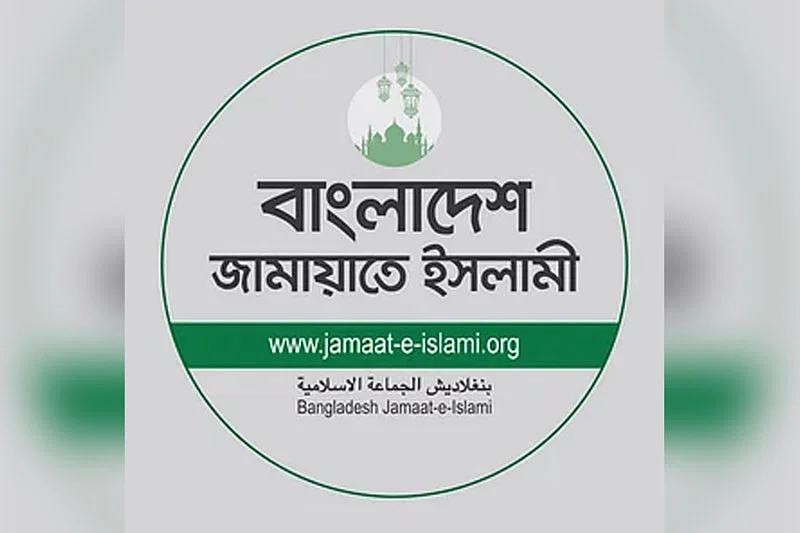 বাংলাদেশ
জামায়াতে ইসলামী
www.jamaat-e-islami.org
بنغلاديش الجماعة الاسلامية
Bangladesh Jamaat-e-Islami